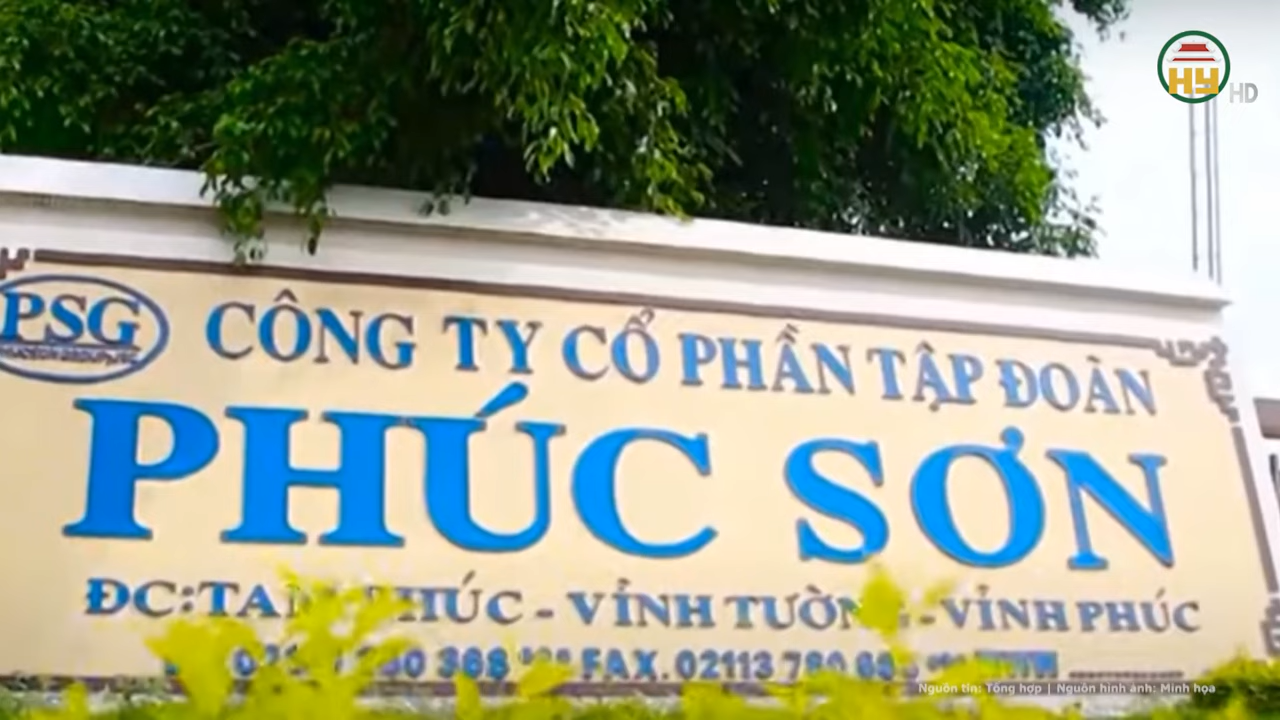 HY HD
PSG
CÔNG TY CỔ PHẦN TẬP ĐOÀN
PHÚC SƠN
ĐC: PHÚC - VĨNH TƯỜNG - VĨNH PHÚC
368 FAX. 02113
Nguồn tin: Tổng hợp | Nguồn hình ảnh: Minh họa